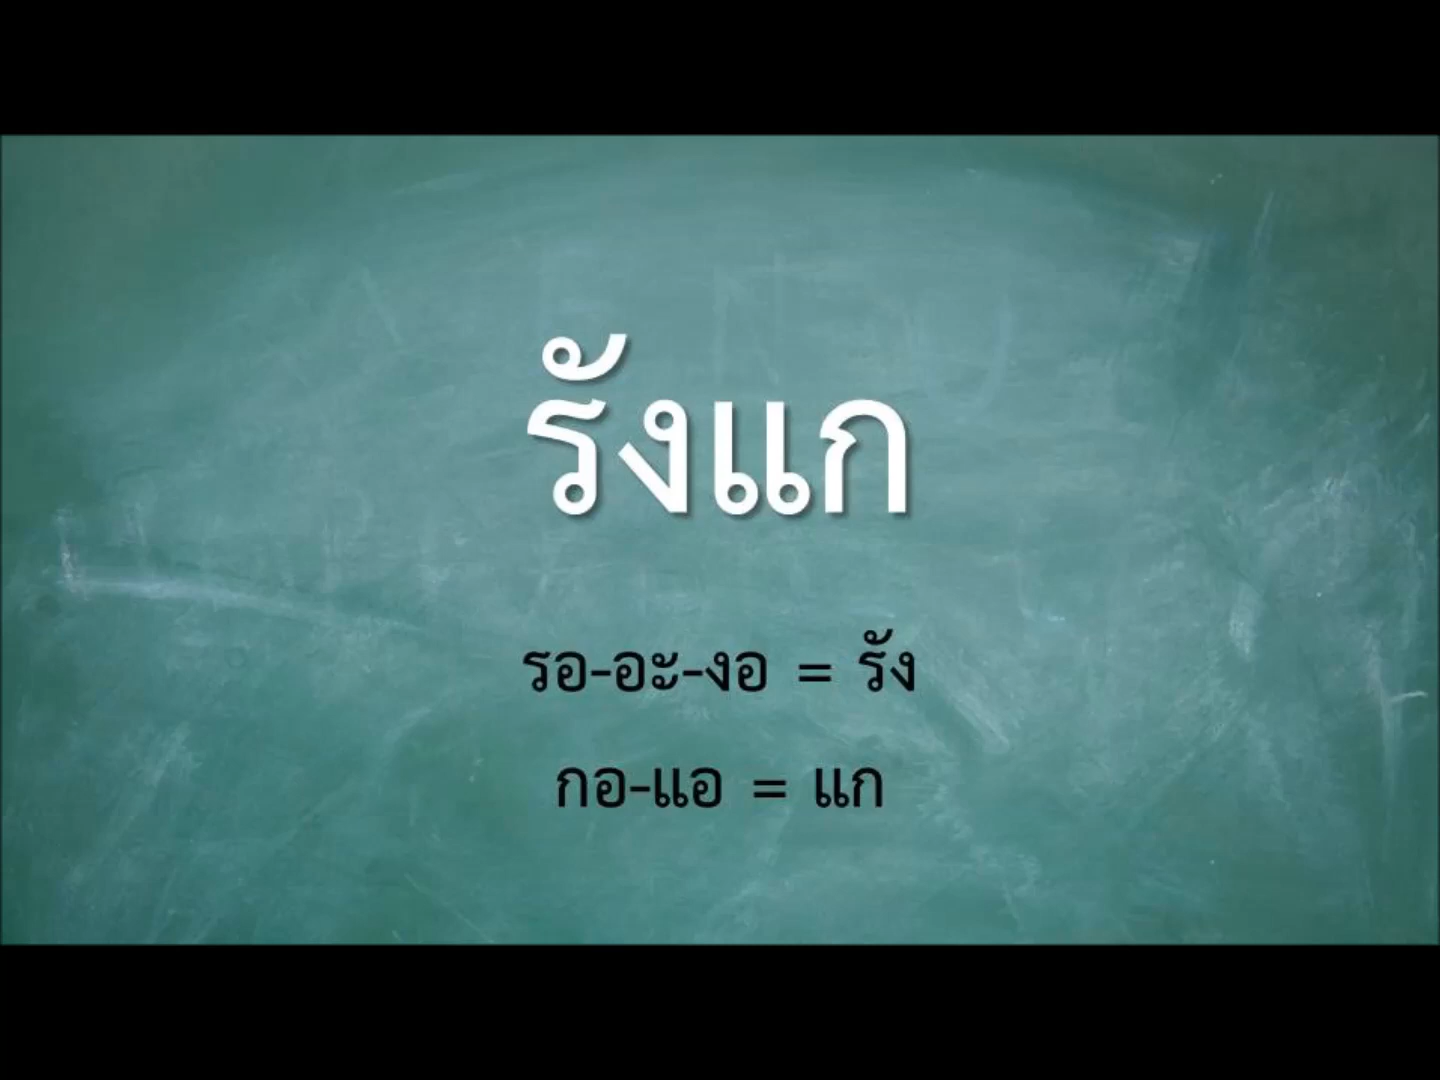 รังแก
รอ-อะ-งอ = รัง
กอ-แอ = แก